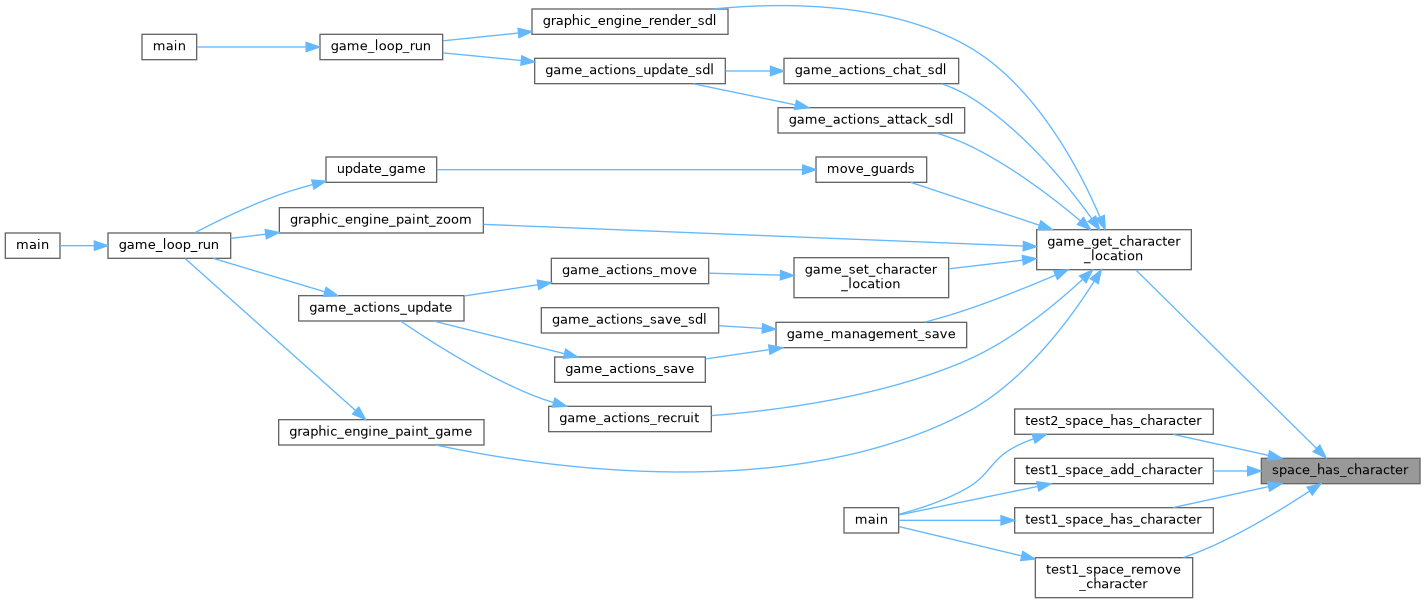 graphic_engine_render_sdl
main
game_loop_run
game_actions_update_sdl
game_actions_chat_sdl
game_actions_attack_sdl
update_game
move_guards
graphic_engine_paint_zoom
main
game_loop_run
game_get_character
_location
game_actions_move
game_set_character
_location
game_actions_update
game_actions_save_sdl
game_management_save
game_actions_save
game_actions_recruit
graphic_engine_paint_game
test2_space_has_character
test1_space_add_character
space_has_character
main
test1_space_has_character
test1_space_remove
_character